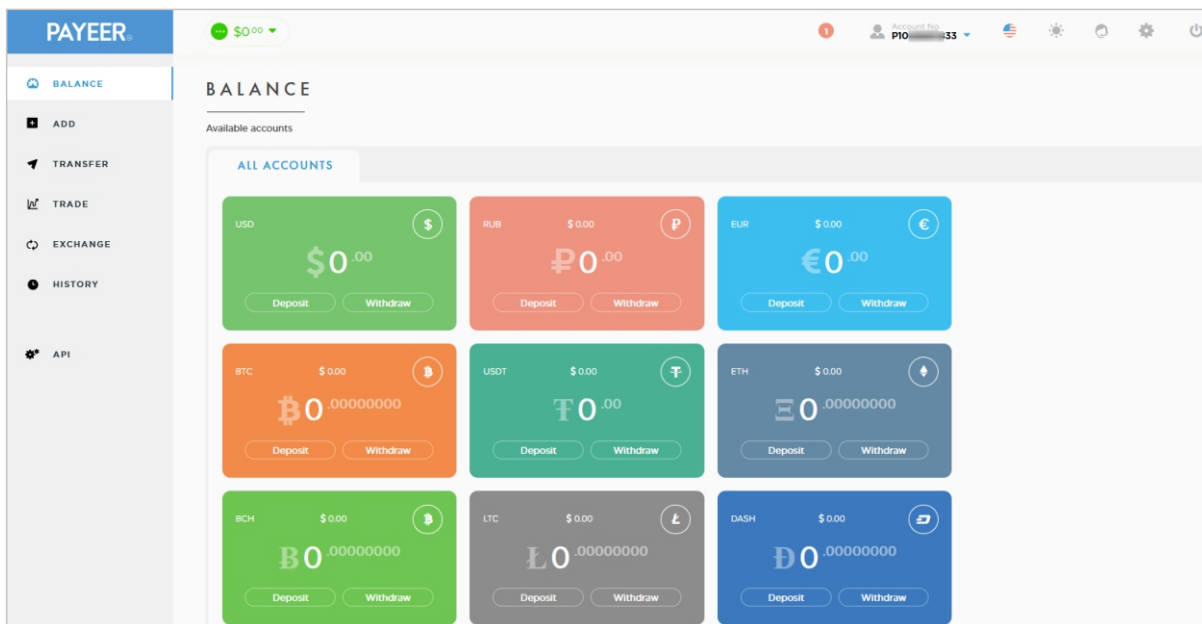 PAYEER®
$0.00
1
Account No.
P10 33
BALANCE
ADD
TRANSFER
TRADE
EXCHANGE
HISTORY
API
BALANCE
Available accounts
ALL ACCOUNTS
USD $
$0.00
Deposit Withdraw
RUB $ 0.00 ₽
₽0.00
Deposit Withdraw
EUR $ 0.00 €
€0.00
Deposit Withdraw
BTC $ 0.00 ₿
₿0.00000000
Deposit Withdraw
USDT $ 0.00 ₮
₮0.00
Deposit Withdraw
ETH $ 0.00
Ξ0.00000000
Deposit Withdraw
BCH $ 0.00 ₿
Ƀ0.00000000
Deposit Withdraw
LTC $ 0.00 Ł
Ł0.00000000
Deposit Withdraw
DASH $ 0.00
Đ0.00000000
Deposit Withdraw